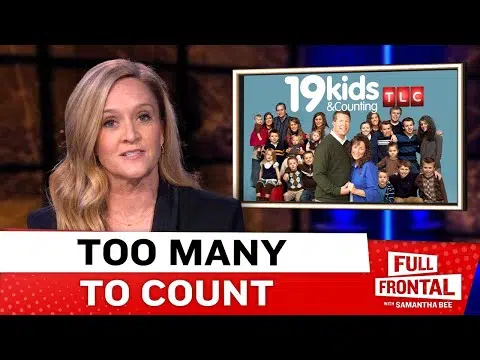 19kids
&Counting TLC
TOO MANY
TO COUNT
FULL
FRONTAL
WITH SAMANTHA BEE